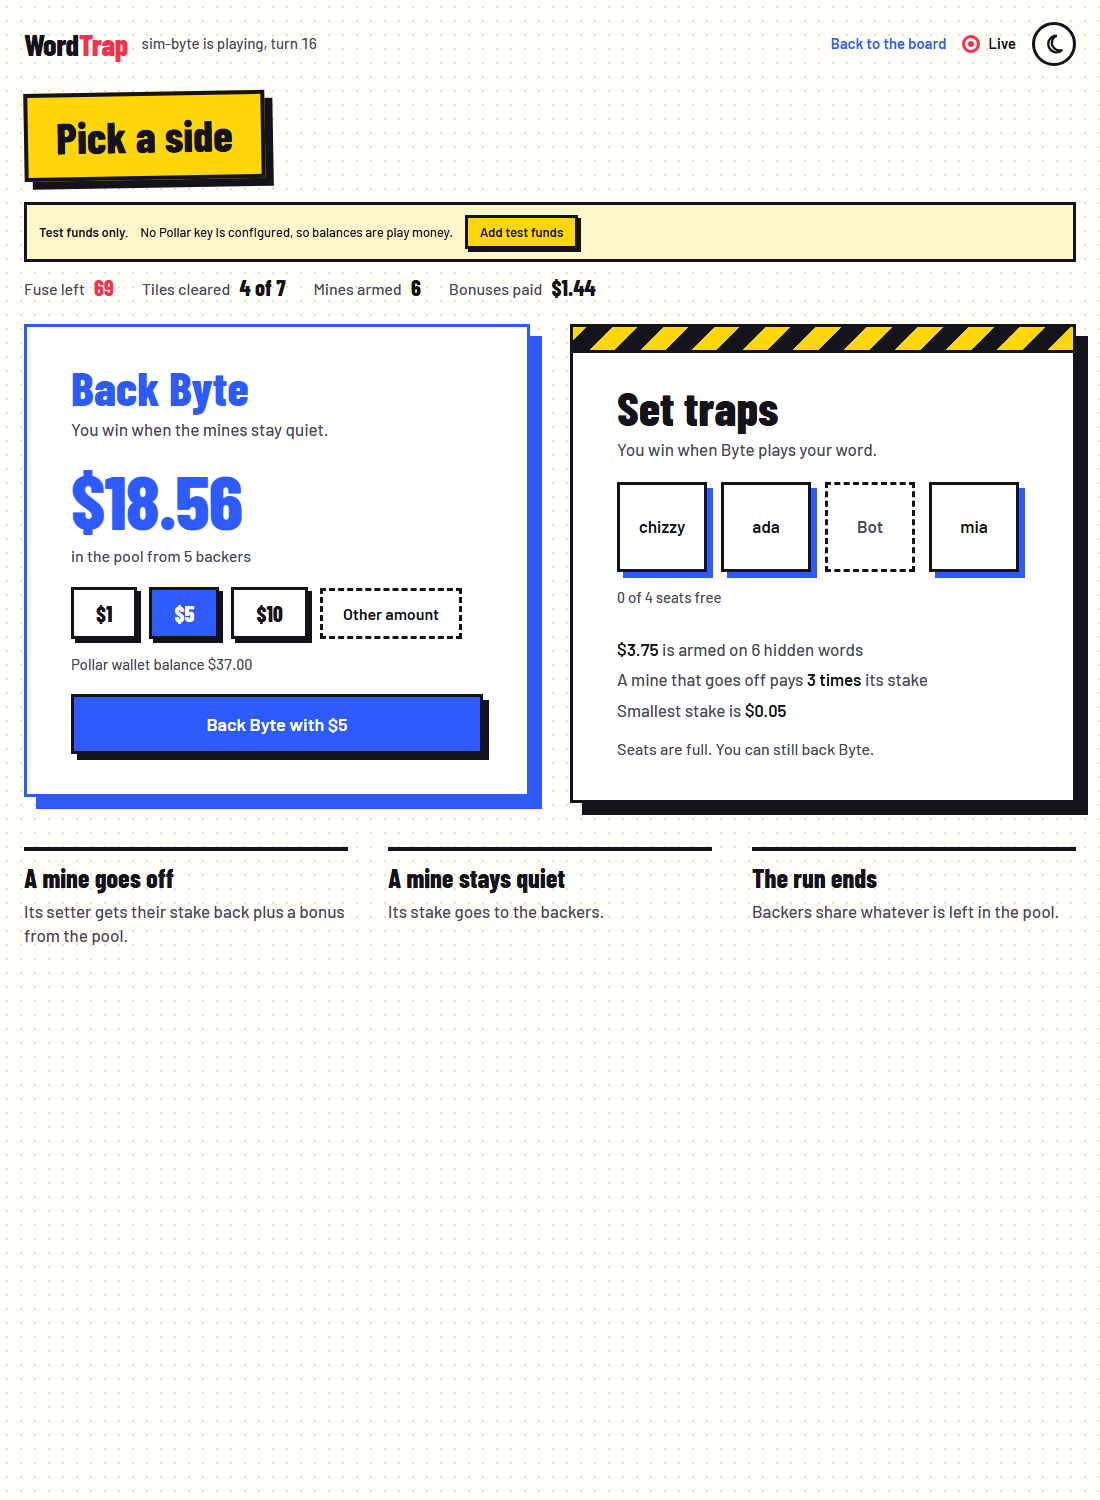 WordTrap sim-byte is playing, turn 16 Back to the board Live
Pick a side
Test funds only. No Pollar key is configured, so balances are play money. Add test funds
Fuse left 69 Tiles cleared 4 of 7 Mines armed 6 Bonuses paid $1.44
Back Byte
You win when the mines stay quiet.
$18.56
in the pool from 5 backers
$1 $5 $10 Other amount
Pollar wallet balance $37.00
Back Byte with $5
Set traps
You win when Byte plays your word.
chizzy ada Bot mia
0 of 4 seats free
$3.75 is armed on 6 hidden words
A mine that goes off pays 3 times its stake
Smallest stake is $0.05
Seats are full. You can still back Byte.
A mine goes off
Its setter gets their stake back plus a bonus
from the pool.
A mine stays quiet
Its stake goes to the backers.
The run ends
Backers share whatever is left in the pool.